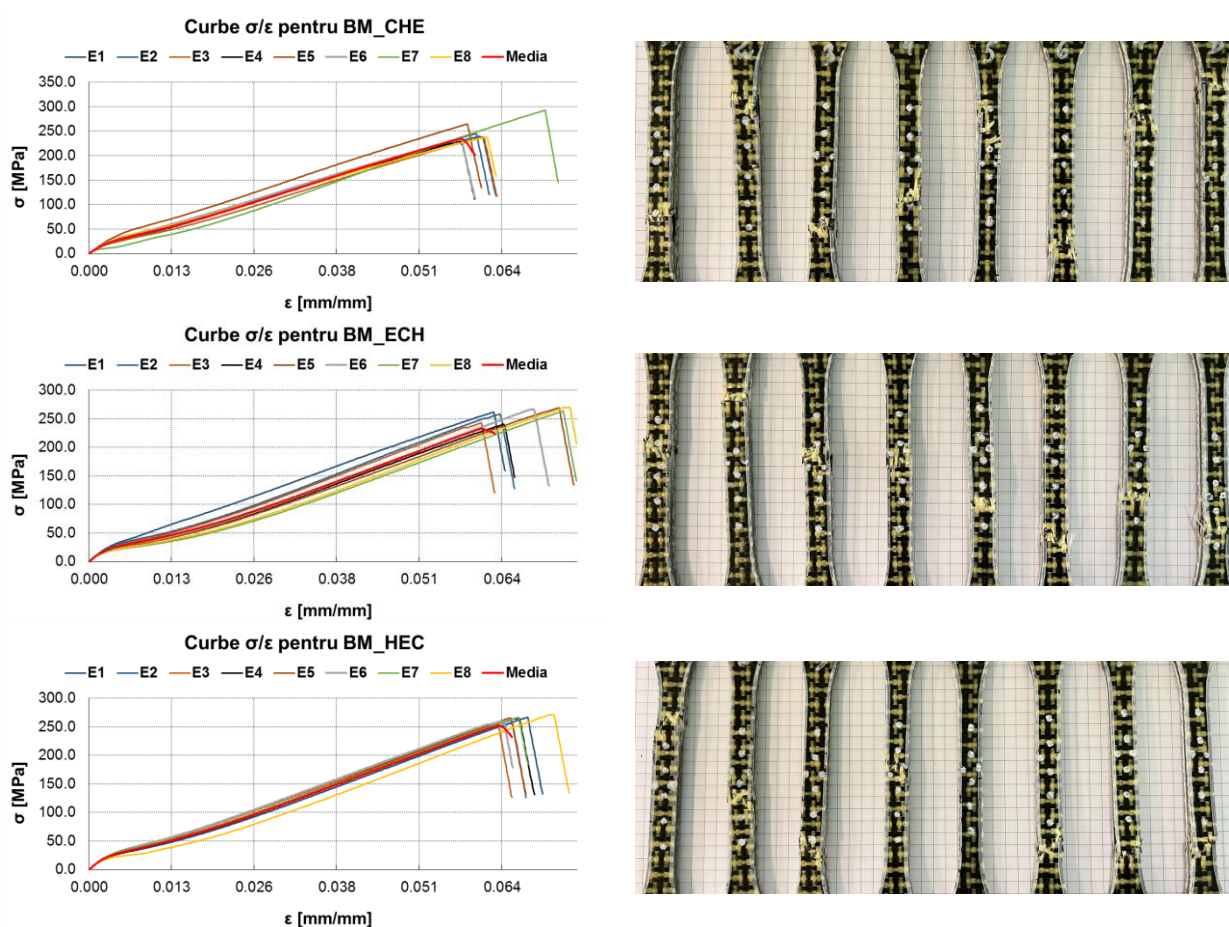 Curbe σ/ε pentru BM_CHE
E1 E2 E3 E4 E5 E6 E7 E8 Media
350.0
300.0
250.0
200.0
150.0
100.0
50.0
0.0
σ [MPa]
0.000 0.013 0.026 0.038 0.051 0.064
ε [mm/mm]
Curbe σ/ε pentru BM_ECH
E1 E2 E3 E4 E5 E6 E7 E8 Media
300.0
250.0
200.0
150.0
100.0
50.0
0.0
σ [MPa]
0.000 0.013 0.026 0.038 0.051 0.064
ε [mm/mm]
Curbe σ/ε pentru BM_HEC
E1 E2 E3 E4 E5 E6 E7 E8 Media
300.0
250.0
200.0
150.0
100.0
50.0
0.0
σ [MPa]
0.000 0.013 0.026 0.038 0.051 0.064
ε [mm/mm]